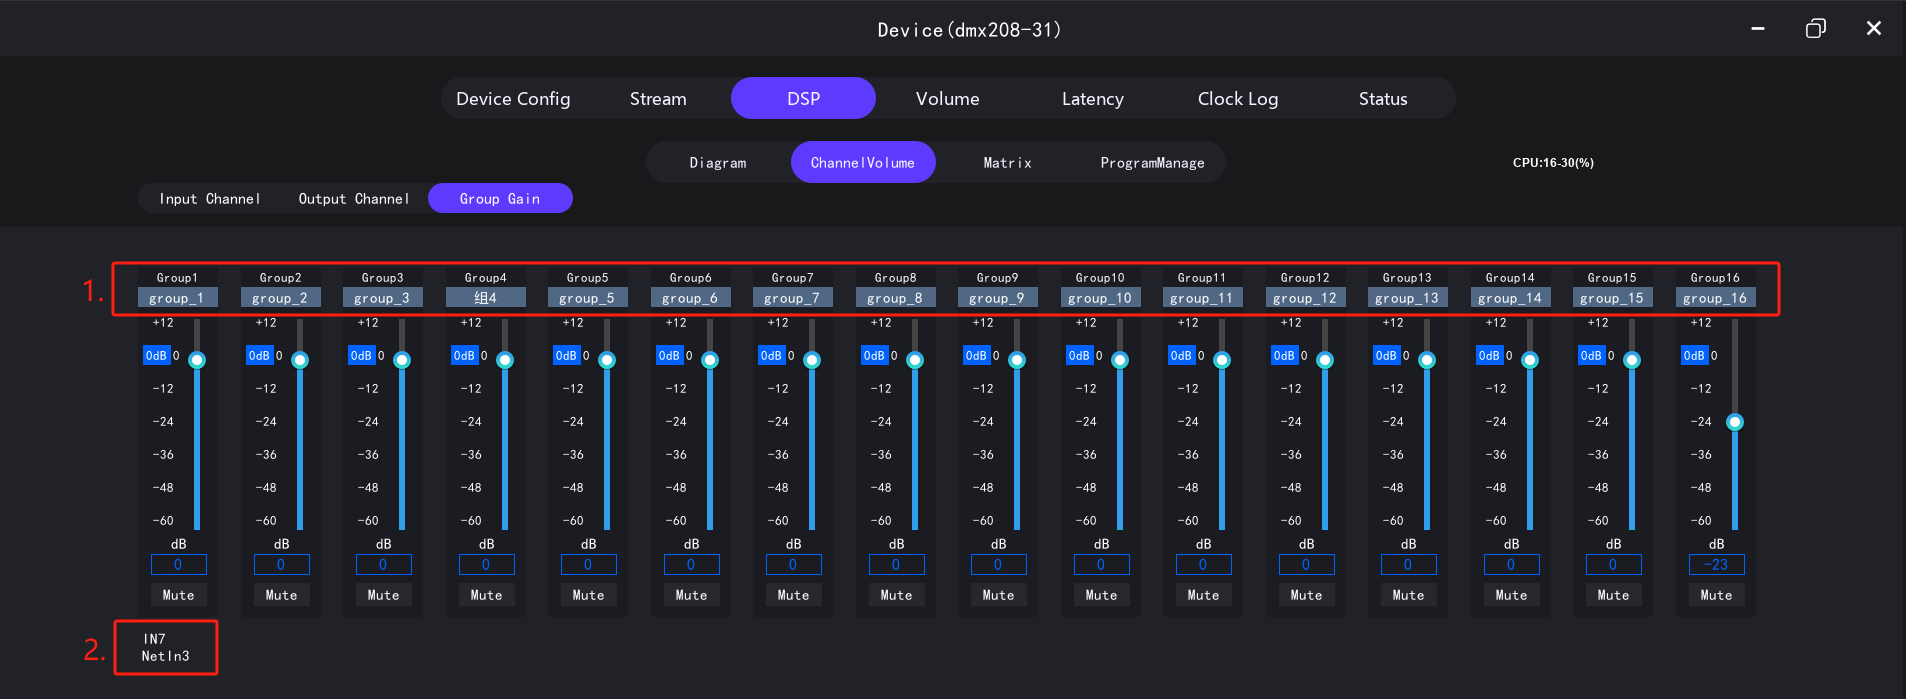 Device(dmx208-31)
Device Config Stream DSP Volume Latency Clock Log Status
Diagram ChannelVolume Matrix ProgramManage CPU:16-30(%)
Input Channel Output Channel Group Gain
1.
Group1 Group2 Group3 Group4 Group5 Group6 Group7 Group8 Group9 Group10 Group11 Group12 Group13 Group14 Group15 Group16
group_1 group_2 group_3 组4 group_5 group_6 group_7 group_8 group_9 group_10 group_11 group_12 group_13 group_14 group_15 group_16
+12 +12 +12 +12 +12 +12 +12 +12 +12 +12 +12 +12 +12 +12 +12 +12
0dB 0 0dB 0 0dB 0 0dB 0 0dB 0 0dB 0 0dB 0 0dB 0 0dB 0 0dB 0 0dB 0 0dB 0 0dB 0 0dB 0 0dB 0 0dB 0
-12 -12 -12 -12 -12 -12 -12 -12 -12 -12 -12 -12 -12 -12 -12 -12
-24 -24 -24 -24 -24 -24 -24 -24 -24 -24 -24 -24 -24 -24 -24 -24
-36 -36 -36 -36 -36 -36 -36 -36 -36 -36 -36 -36 -36 -36 -36 -36
-48 -48 -48 -48 -48 -48 -48 -48 -48 -48 -48 -48 -48 -48 -48 -48
-60 -60 -60 -60 -60 -60 -60 -60 -60 -60 -60 -60 -60 -60 -60 -60
dB dB dB dB dB dB dB dB dB dB dB dB dB dB dB dB
0 0 0 0 0 0 0 0 0 0 0 0 0 0 0 -23
Mute Mute Mute Mute Mute Mute Mute Mute Mute Mute Mute Mute Mute Mute Mute Mute
2.
IN7
NetIn3